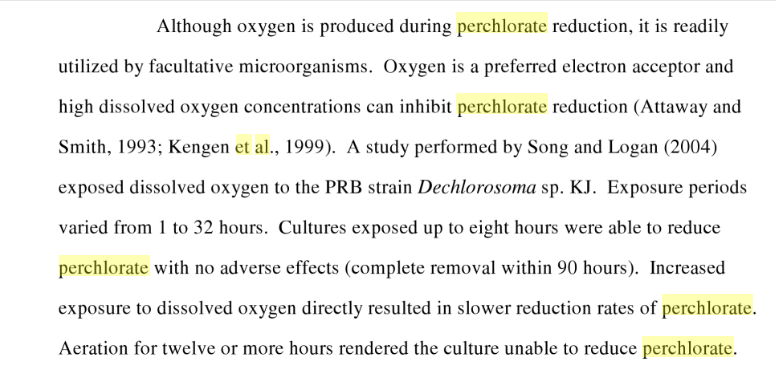 Although oxygen is produced during perchlorate reduction, it is readily
utilized by facultative microorganisms.  Oxygen is a preferred electron acceptor and
high dissolved oxygen concentrations can inhibit perchlorate reduction (Attaway and
Smith, 1993; Kengen et al., 1999).  A study performed by Song and Logan (2004)
exposed dissolved oxygen to the PRB strain Dechlorosoma sp. KJ.  Exposure periods
varied from 1 to 32 hours.  Cultures exposed up to eight hours were able to reduce
perchlorate with no adverse effects (complete removal within 90 hours).  Increased
exposure to dissolved oxygen directly resulted in slower reduction rates of perchlorate.
Aeration for twelve or more hours rendered the culture unable to reduce perchlorate.